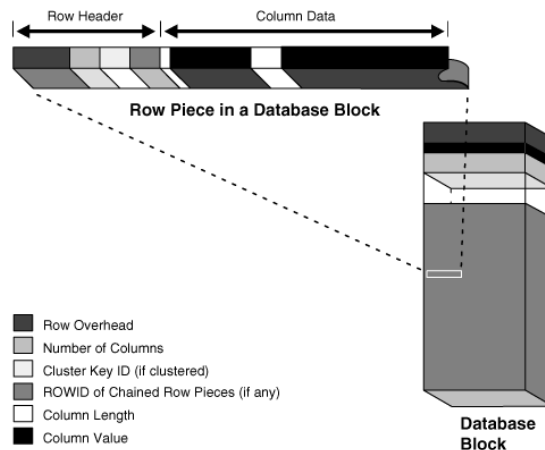 Row Header
Column Data
Row Piece in a Database Block
Row Overhead
Number of Columns
Cluster Key ID (if clustered)
ROWID of Chained Row Pieces (if any)
Column Length
Column Value
Database
Block